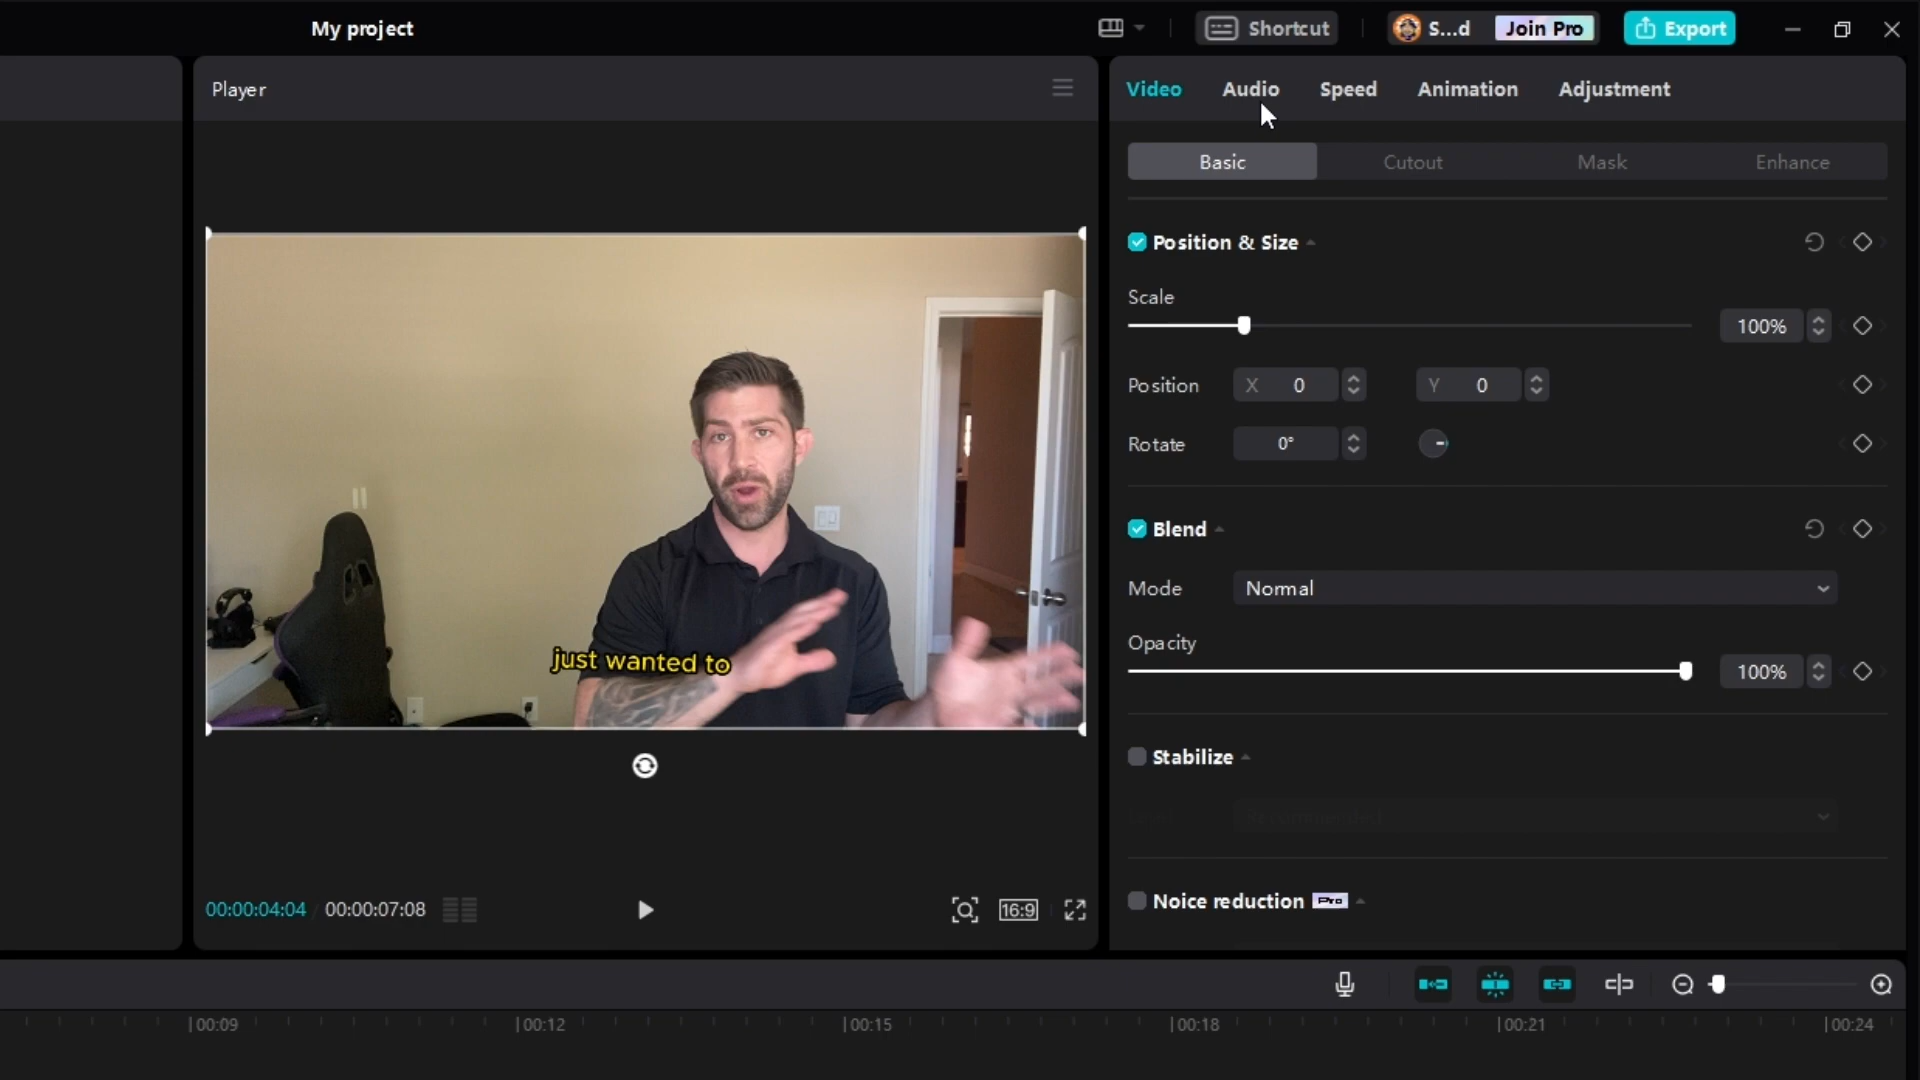 My project
Shortcut
S...d
Join Pro
Export
Player
Video Audio Speed Animation Adjustment
Basic Cutout Mask Enhance
Position & Size
Scale
100%
Position X 0 Y 0
Rotate 0°
Blend
Mode Normal
Opacity
100%
just wanted to
Stabilize
Recommended
Noice reduction Pro
00:00:04:04 / 00:00:07:08
16:9
00:09 00:12 00:15 00:18 00:21 00:24